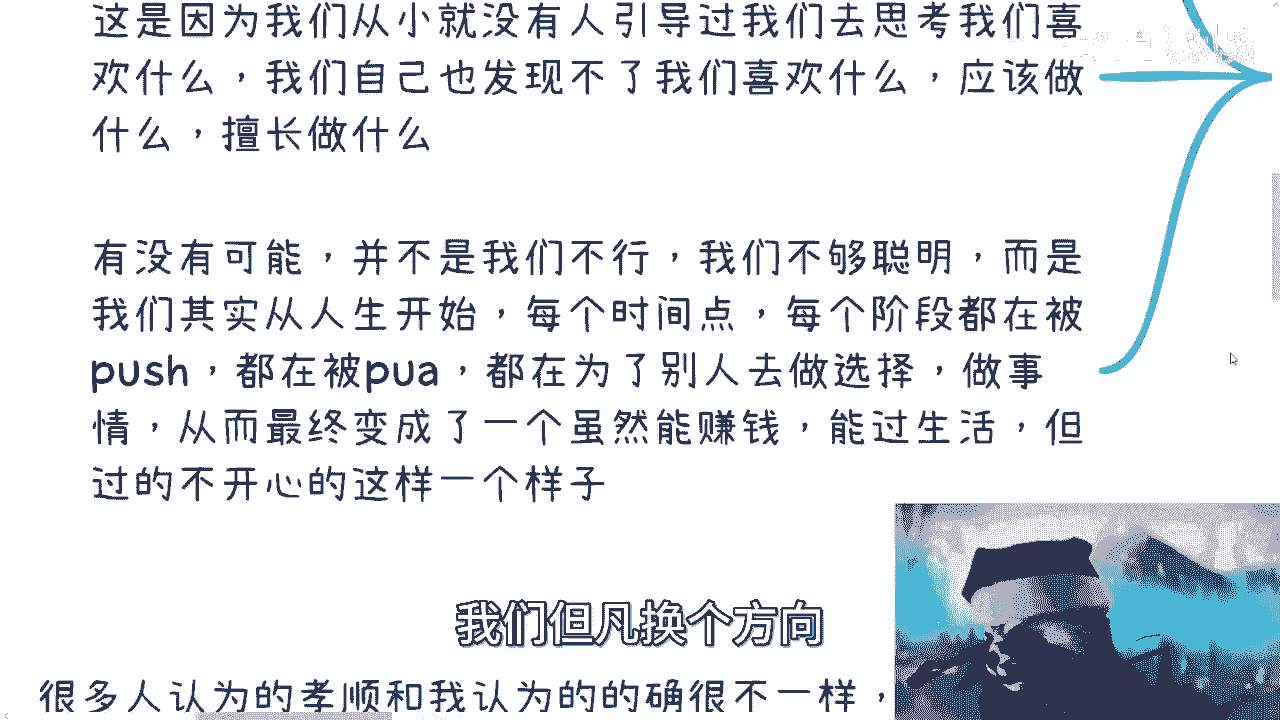 这是因为我们从小就没有人引导过我们去思考我们喜
欢什么，我们自己也发现不了我们喜欢什么，应该做
什么，擅长做什么
有没有可能，并不是我们不行，我们不够聪明，而是
我们其实从人生开始，每个时间点，每个阶段都在被
push，都在被pua，都在为了别人去做选择，做事
情，从而最终变成了一个虽然能赚钱，能过生活，但
过的不开心的这样一个样子
我们但凡换个方向
很多人认为的孝顺和我认为的的确很不一样，